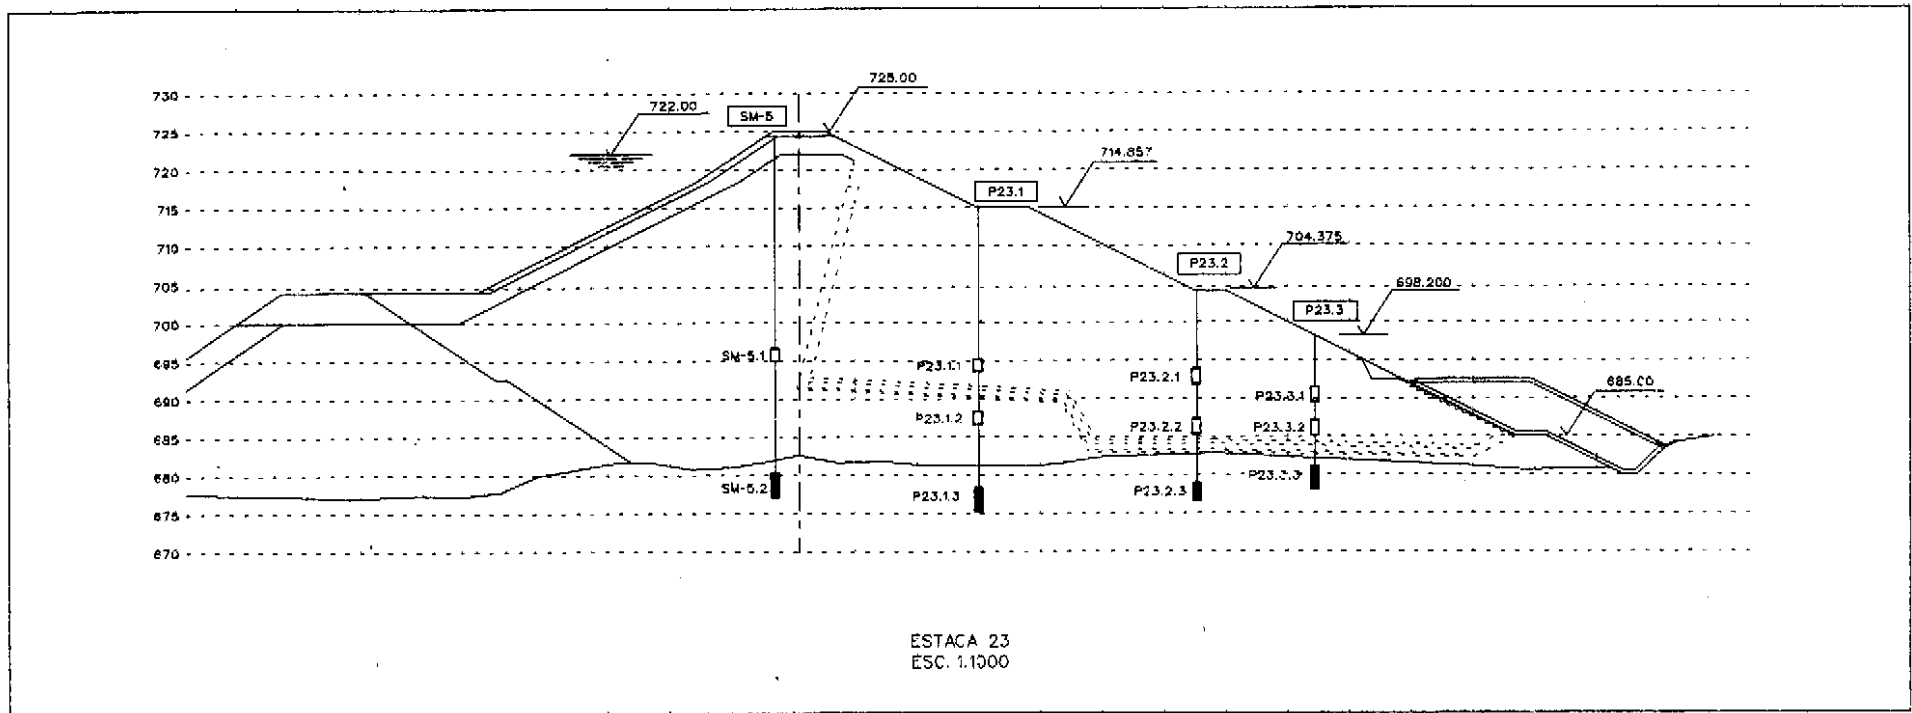 725.00
730
722.00
SM-5
725
720
714.857
P23.1
715
710
704.375
P23.2
705
698.200
P23.3
700
SM-5.1
695
P23.1.1
P23.2.1
685.00
P23.3.1
690
P23.1.2
P23.2.2
P23.3.2
685
P23.3.3
680
SM-5.2
P23.1.3
P23.2.3
675
670
ESTACA 23
ESC. 1:1000